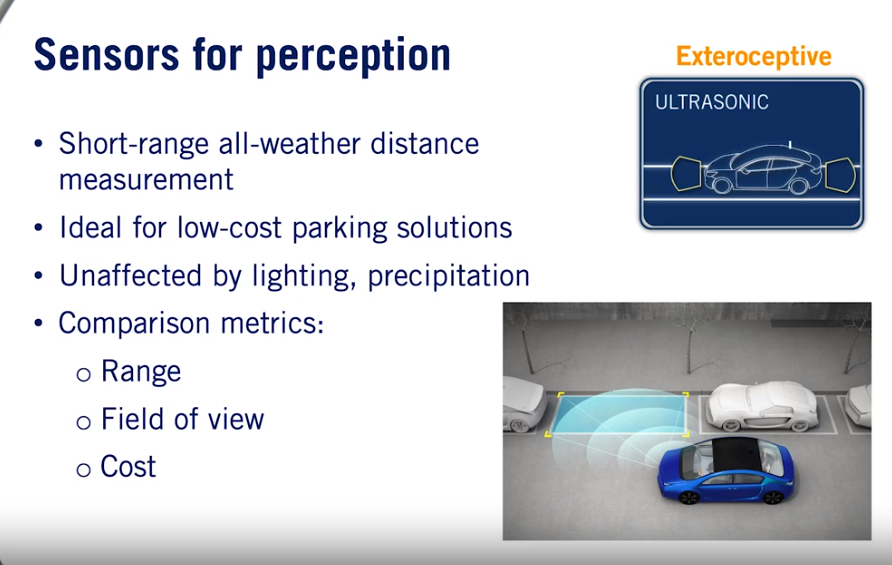 Sensors for perception
Exteroceptive
ULTRASONIC
• Short-range all-weather distance
measurement
• Ideal for low-cost parking solutions
• Unaffected by lighting, precipitation
• Comparison metrics:
○ Range
○ Field of view
○ Cost